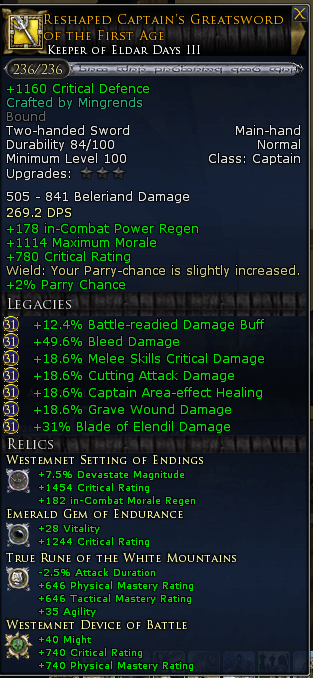 Reshaped Captain's Greatsword
of the First Age
Keeper of Eldar Days III
236/236
+1160 Critical Defence
Crafted by Mingrends
Bound
Two-handed Sword Main-hand
Durability 84/100 Normal
Minimum Level 100 Class: Captain
Upgrades:
505 - 841 Beleriand Damage
269.2 DPS
+178 in-Combat Power Regen
+1114 Maximum Morale
+780 Critical Rating
Wield: Your Parry-chance is slightly increased.
+2% Parry Chance
Legacies
31 +12.4% Battle-readied Damage Buff
31 +49.6% Bleed Damage
31 +18.6% Melee Skills Critical Damage
31 +18.6% Cutting Attack Damage
31 +18.6% Captain Area-effect Healing
31 +18.6% Grave Wound Damage
31 +31% Blade of Elendil Damage
Relics
Westemnet Setting of Endings
+7.5% Devastate Magnitude
+1454 Critical Rating
+182 in-Combat Morale Regen
Emerald Gem of Endurance
+28 Vitality
+1244 Critical Rating
True Rune of the White Mountains
-2.5% Attack Duration
+646 Physical Mastery Rating
+646 Tactical Mastery Rating
+35 Agility
Westemnet Device of Battle
+40 Might
+740 Critical Rating
+740 Physical Mastery Rating